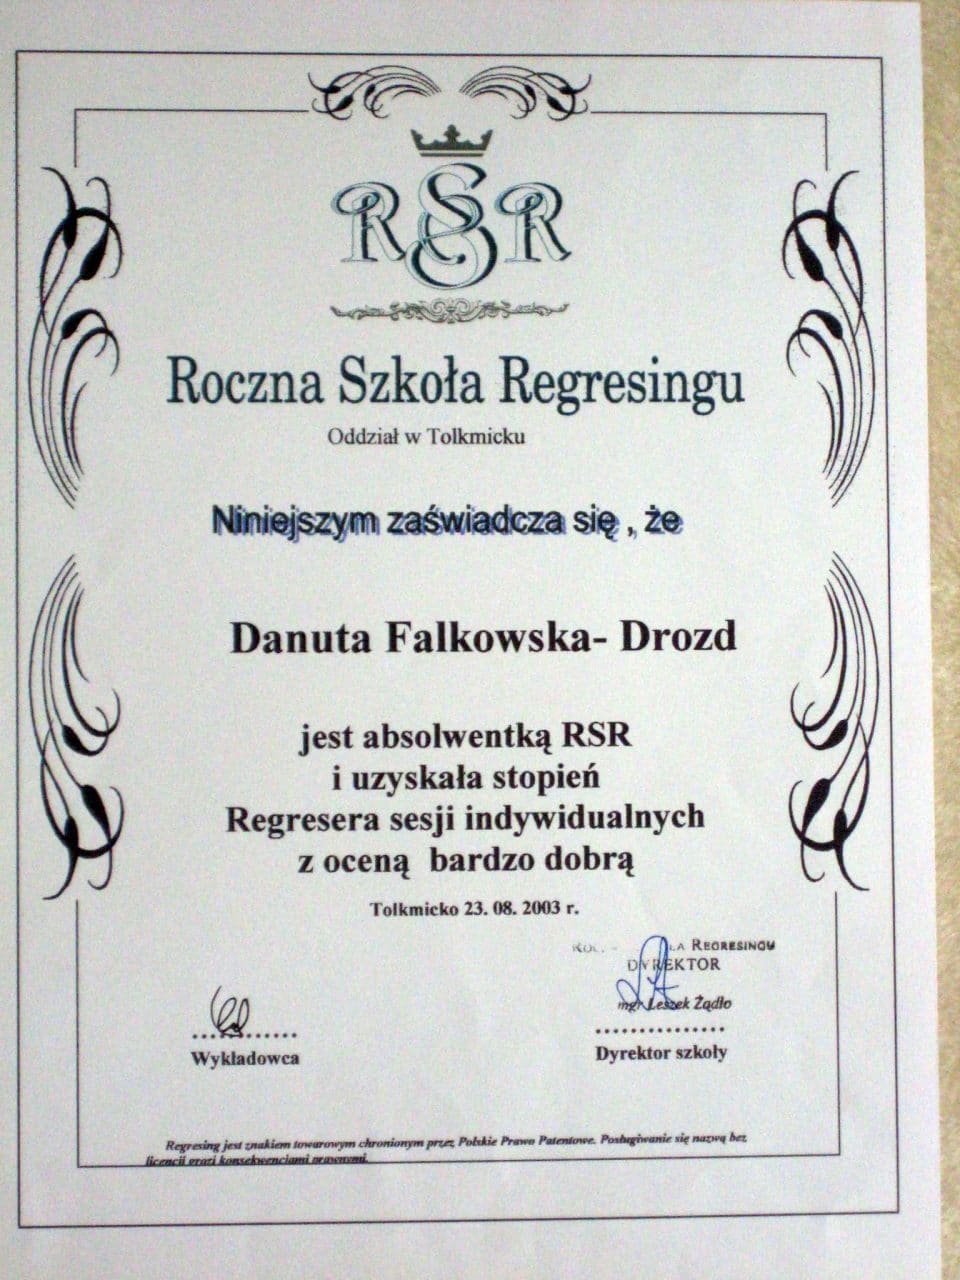 RSR
Roczna Szkoła Regresingu
Oddział w Tolkmicku
Niniejszym zaświadcza się , że
Danuta Falkowska- Drozd
jest absolwentką RSR
i uzyskała stopień
Regresera sesji indywidualnych
z oceną bardzo dobrą
Tolkmicko 23. 08. 2003 r.
Regresingu
DYREKTOR
mgr Leszek Żądło
Wykładowca
Dyrektor szkoły
Regresing jest znakiem towarowym chronionym przez Polskie Prawo Patentowe. Posługiwanie się nazwą bez
licencji grozi konsekwencjami prawnymi.